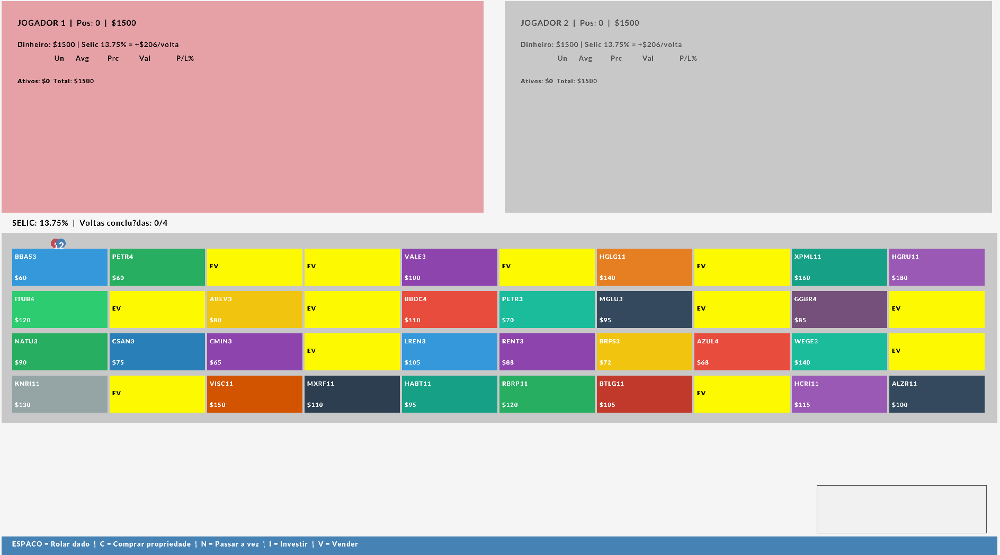 JOGADOR 1 | Pos: 0 | $1500
Dinheiro: $1500 | Selic 13.75% = +$206/volta
Un Avg Prc Val P/L%
Ativos: $0 Total: $1500
JOGADOR 2 | Pos: 0 | $1500
Dinheiro: $1500 | Selic 13.75% = +$206/volta
Un Avg Prc Val P/L%
Ativos: $0 Total: $1500
SELIC: 13.75% | Voltas conclu?das: 0/4
1 2
BBAS3 PETR4 VALE3 HGLG11 XPML11 HGRU11
EV EV EV EV
$60 $60 $100 $140 $160 $180
ITUB4 ABEV3 BBDC4 PETR3 MGLU3 GGBR4
EV EV EV EV
$120 $80 $110 $70 $95 $85
NATU3 CSAN3 CMIN3 LREN3 RENT3 BRFS3 AZUL4 WEGE3
EV EV
$90 $75 $65 $105 $88 $72 $68 $140
KNRI11 VISC11 MXRF11 HABT11 RBRP11 BTLG11 HCRI11 ALZR11
EV EV
$130 $150 $110 $95 $120 $105 $115 $100
ESPACO = Rolar dado | C = Comprar propriedade | N = Passar a vez | I = Investir | V = Vender